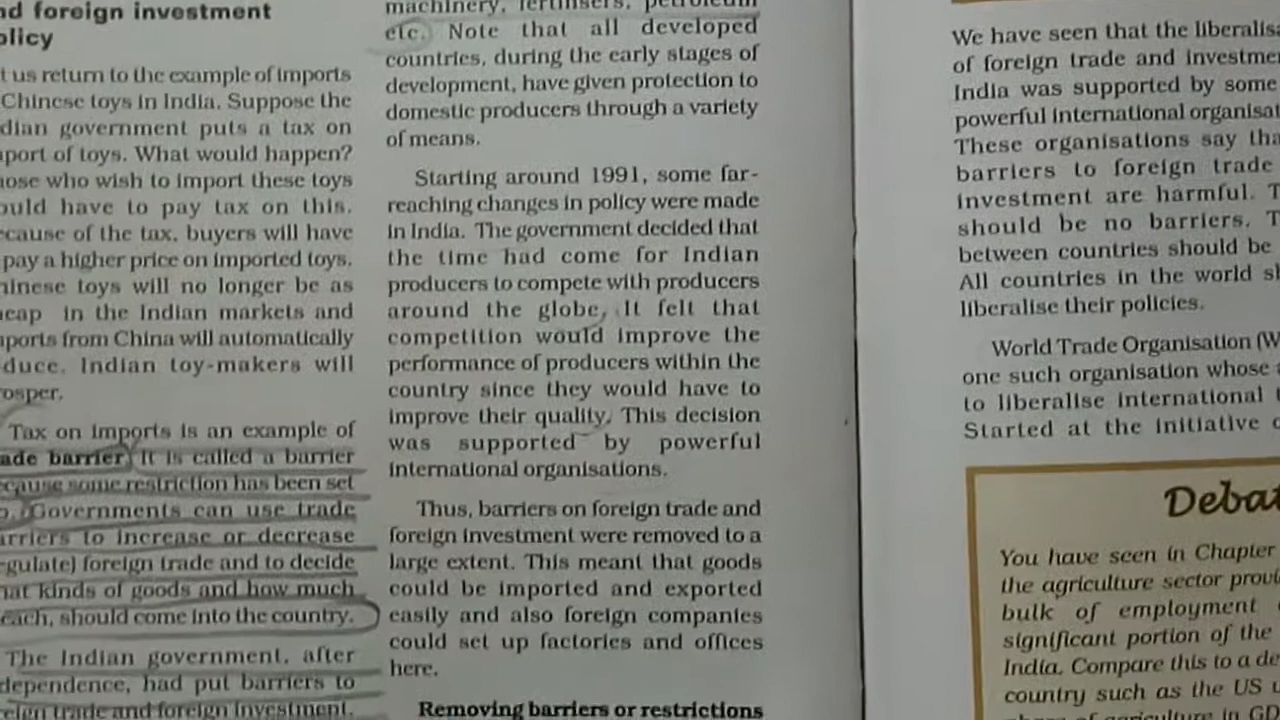 nd foreign investment
olicy
t us return to the example of imports
Chinese toys in India. Suppose the
dian government puts a tax on
port of toys. What would happen?
ose who wish to import these toys
ould have to pay tax on this.
cause of the tax, buyers will have
pay a higher price on imported toys.
hinese toys will no longer be as
eap in the Indian markets and
ports from China will automatically
duce. Indian toy-makers will
rosper.
Tax on imports is an example of
ade barrier. It is called a barrier
cause some restriction has been set
p. Governments can use trade
arriers to increase or decrease
gulate) foreign trade and to decide
hat kinds of goods and how much
each, should come into the country.
The Indian government, after
dependence, had put barriers to
eign trade and foreign investment.
machinery, fertilisers, petroleum
etc. Note that all developed
countries, during the early stages of
development, have given protection to
domestic producers through a variety
of means.
Starting around 1991, some far-
reaching changes in policy were made
in India. The government decided that
the time had come for Indian
producers to compete with producers
around the globe. It felt that
competition would improve the
performance of producers within the
country since they would have to
improve their quality. This decision
was supported by powerful
international organisations.
Thus, barriers on foreign trade and
foreign investment were removed to a
large extent. This meant that goods
could be imported and exported
easily and also foreign companies
could set up factories and offices
here.
Removing barriers or restrictions
We have seen that the liberalisa
of foreign trade and investme
India was supported by some
powerful international organisat
These organisations say tha
barriers to foreign trade
investment are harmful. T
should be no barriers. T
between countries should be
All countries in the world sh
liberalise their policies.
World Trade Organisation (W
one such organisation whose a
to liberalise international t
Started at the initiative o
Debat
You have seen in Chapter
the agriculture sector provi
bulk of employment
significant portion of the
India. Compare this to a de
country such as the US u
share of agriculture in GD